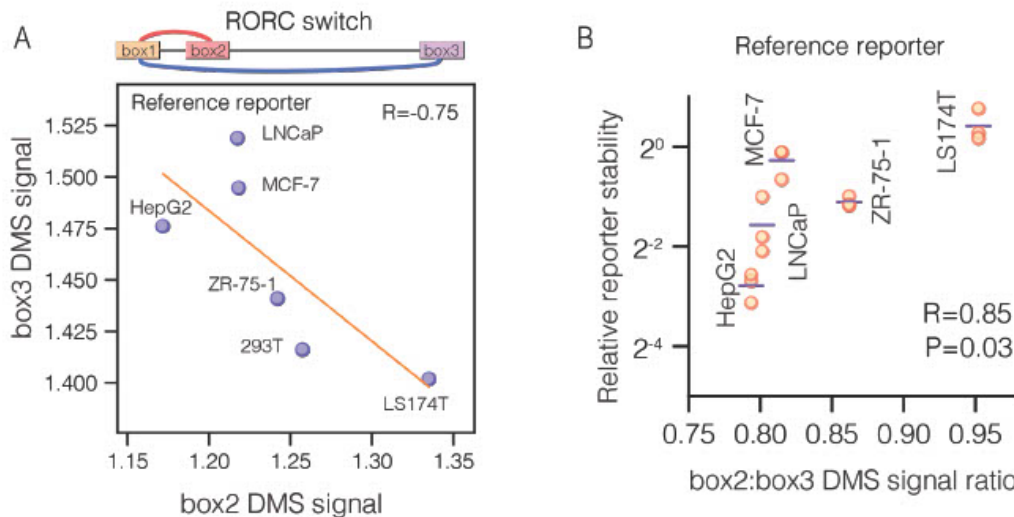 A
RORC switch
box1 box2 box3
Reference reporter
R=-0.75
LNCaP
MCF-7
HepG2
ZR-75-1
293T
LS174T
1.525
1.500
1.475
1.450
1.425
1.400
box3 DMS signal
1.15 1.20 1.25 1.30 1.35
box2 DMS signal
B
Reference reporter
Relative reporter stability
2⁰
2⁻²
2⁻⁴
HepG2
MCF-7
LNCaP
ZR-75-1
LS174T
R=0.85
P=0.03
0.75 0.80 0.85 0.90 0.95
box2:box3 DMS signal ratio